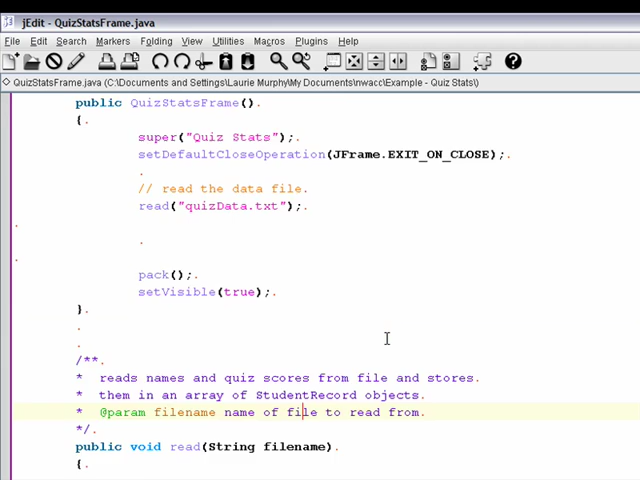 jEdit - QuizStatsFrame.java
File Edit Search Markers Folding View Utilities Macros Plugins Help
QuizStatsFrame.java (C:\Documents and Settings\Laurie Murphy\My Documents\nwacc\Example - Quiz Stats\)
public QuizStatsFrame().
{.
super("Quiz Stats");.
setDefaultCloseOperation(JFrame.EXIT_ON_CLOSE);.
.
// read the data file.
read("quizData.txt");.
.
.
.
pack();.
setVisible(true);.
}.
.
.
/**.
* reads names and quiz scores from file and stores.
* them in an array of StudentRecord objects.
* @param filename name of file to read from.
*/.
public void read(String filename).
{.